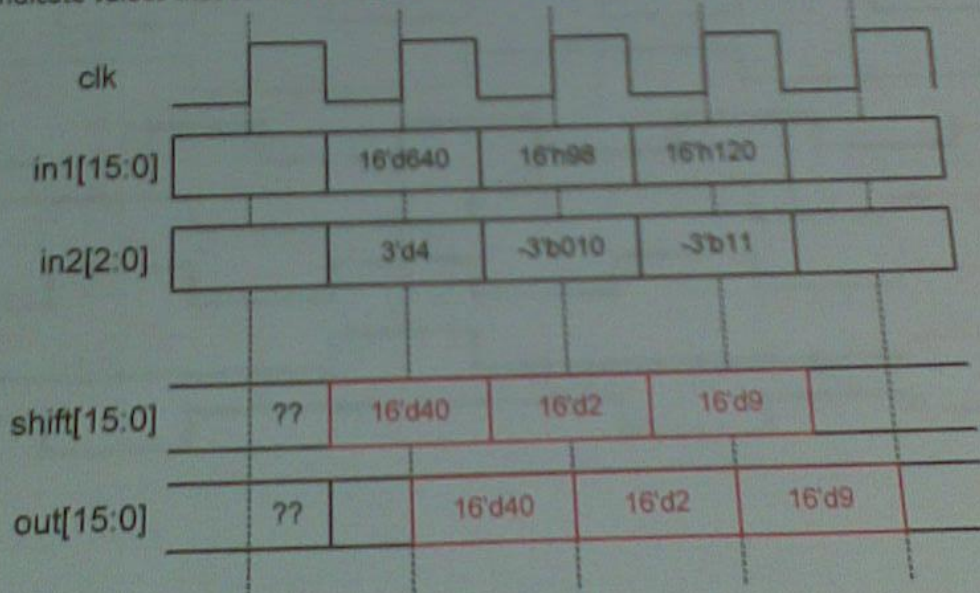 clk
in1[15:0] 16'd640 16'h98 16'h120
in2[2:0] 3'd4 -3'b010 -3'b11
shift[15:0] ?? 16'd40 16'd2 16'd9
out[15:0] ?? 16'd40 16'd2 16'd9